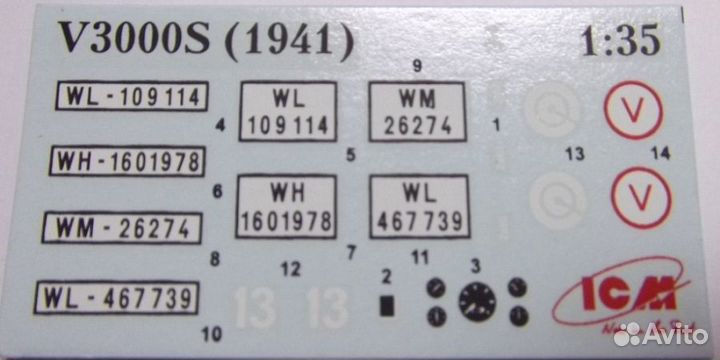 V3000S (1941) 1:35
9
WL-109114 WL WM
4 109114 26274 1 V
5 13 14
WH-1601978
6 WH WL V
WM-26274 1601978 467739
8 7 11
12 2 3
WL-467739 13 13 ICM
10
Avito